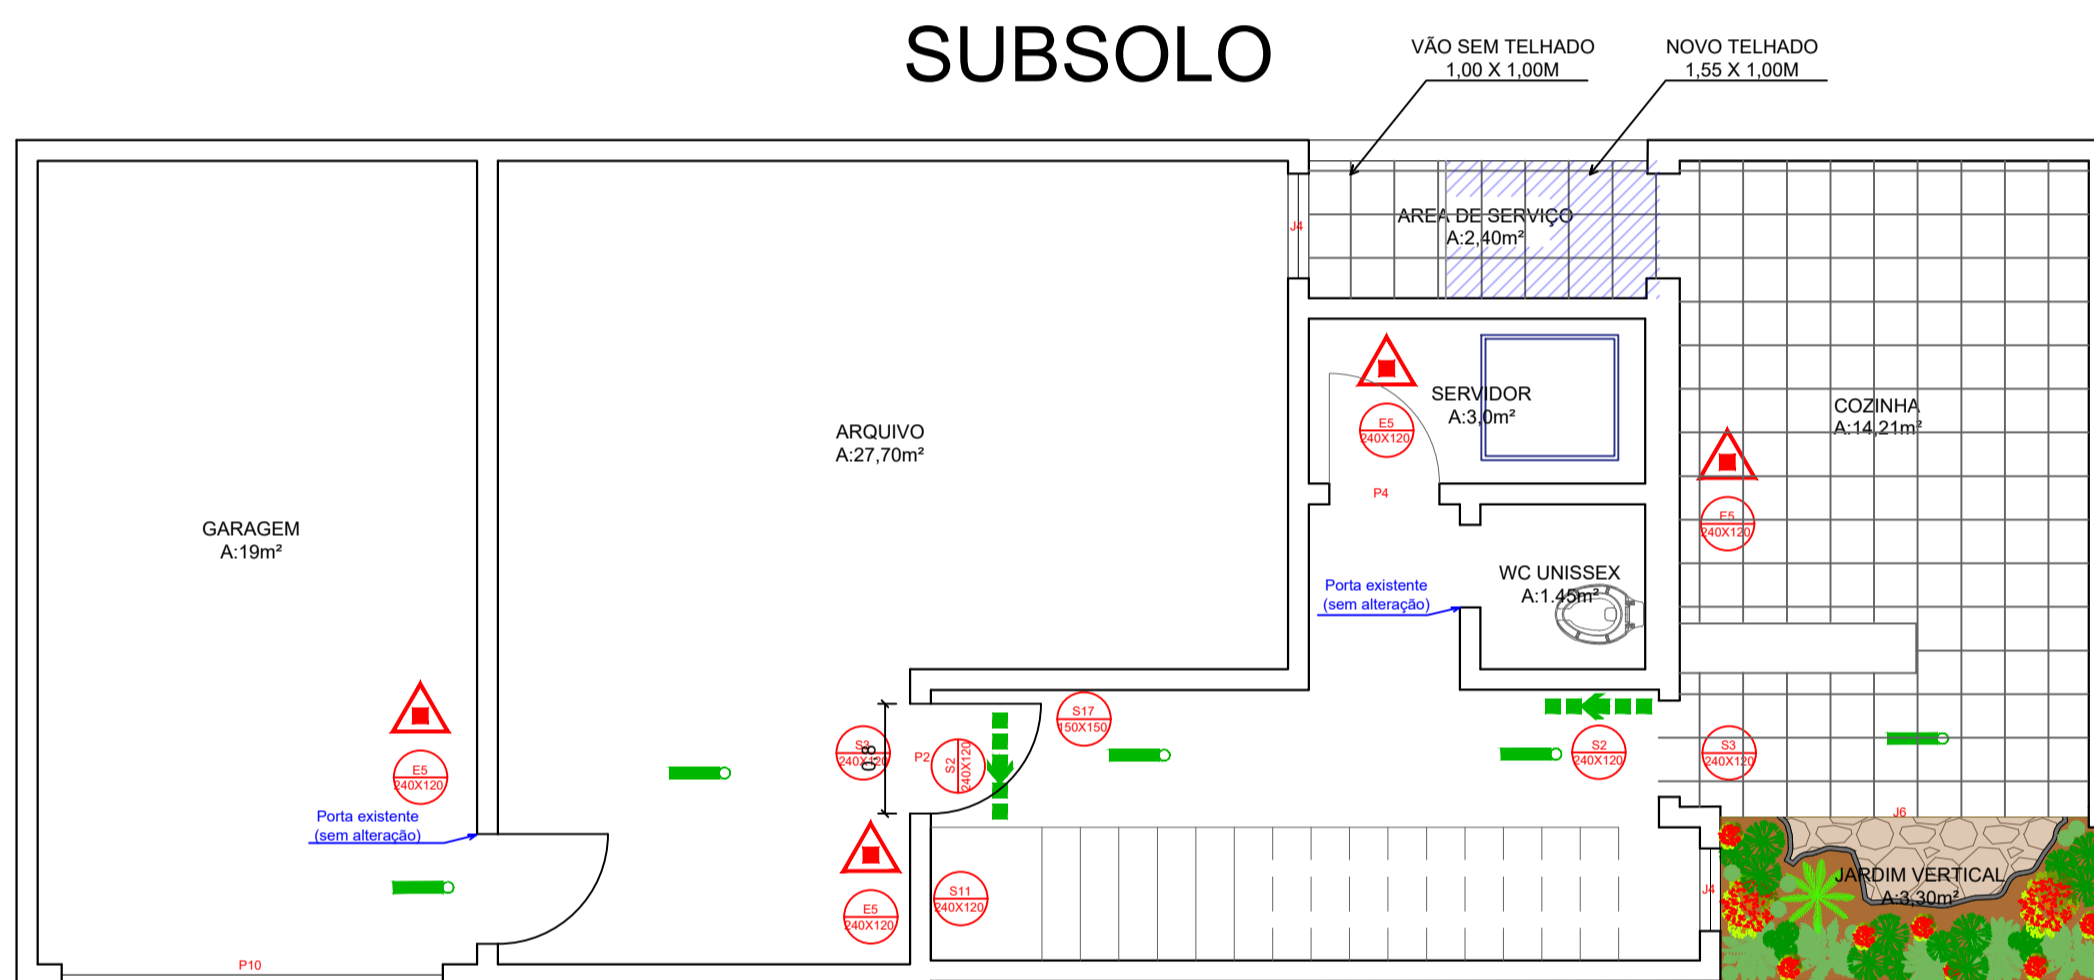 SUBSOLO
VÃO SEM TELHADO
1,00 X 1,00M
NOVO TELHADO
1,55 X 1,00M
J4
AREA DE SERVIÇO
A:2,40m²
SERVIDOR
A:3,0m²
E5
240X120
P4
COZINHA
A:14,21m²
E5
240X120
ARQUIVO
A:27,70m²
GARAGEM
A:19m²
WC UNISSEX
A:1.45m²
Porta existente
(sem alteração)
E5
240X120
Porta existente
(sem alteração)
S3
240X120
0,8
P2
S2
240X120
S17
150X150
S2
240X120
S3
240X120
E5
240X120
S11
240X120
J6
J4
JARDIM VERTICAL
A:3,30m²
P10